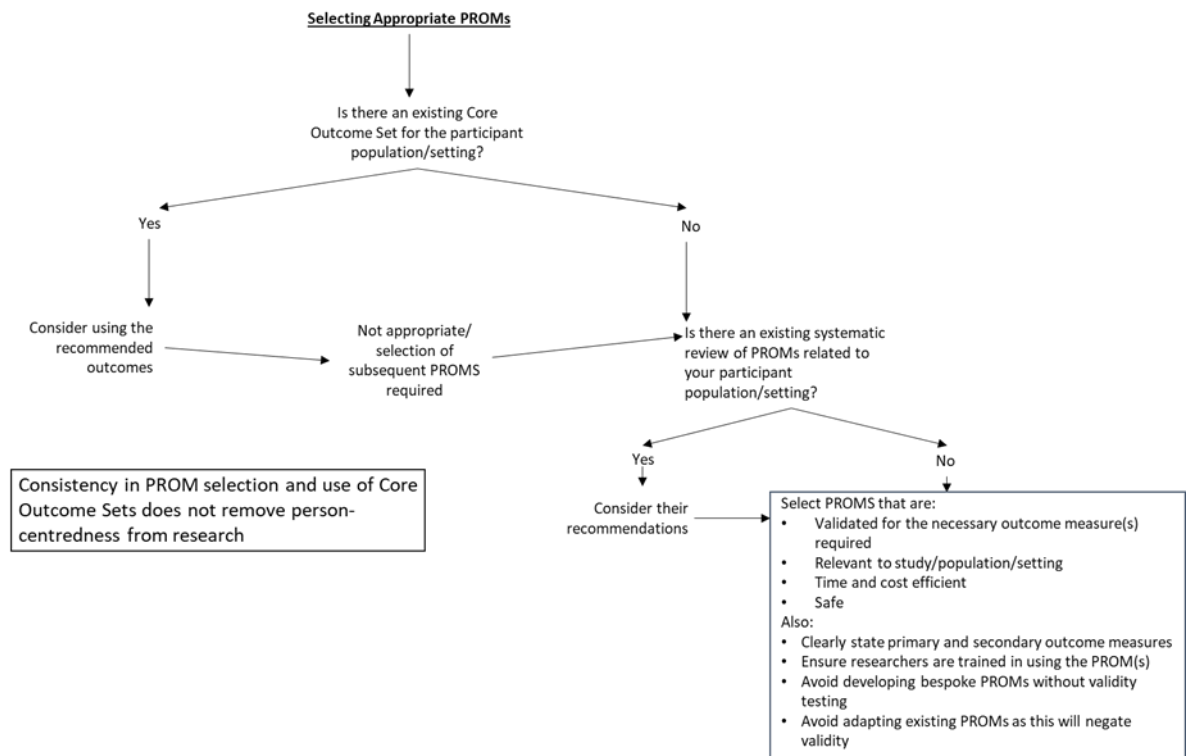 Selecting Appropriate PROMs
Is there an existing Core
Outcome Set for the participant
population/setting?
Yes
No
Consider using the
recommended
outcomes
Not appropriate/
selection of
subsequent PROMS
required
Is there an existing systematic
review of PROMs related to
your participant
population/setting?
Yes
No
Consider their
recommendations
Consistency in PROM selection and use of Core
Outcome Sets does not remove person-
centredness from research
Select PROMS that are:
• Validated for the necessary outcome measure(s)
required
• Relevant to study/population/setting
• Time and cost efficient
• Safe
Also:
• Clearly state primary and secondary outcome measures
• Ensure researchers are trained in using the PROM(s)
• Avoid developing bespoke PROMs without validity
testing
• Avoid adapting existing PROMs as this will negate
validity